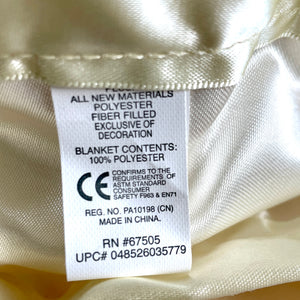 ALL NEW MATERIALS
POLYESTER
FIBER FILLED
EXCLUSIVE OF
DECORATION
BLANKET CONTENTS:
100% POLYESTER
CE CONFIRMS TO THE
REQUIREMENTS OF
ASTM STANDARD
CONSUMER
SAFETY F963 & EN71
REG. NO. PA10198 (CN)
MADE IN CHINA.
RN #67505
UPC# 048526035779